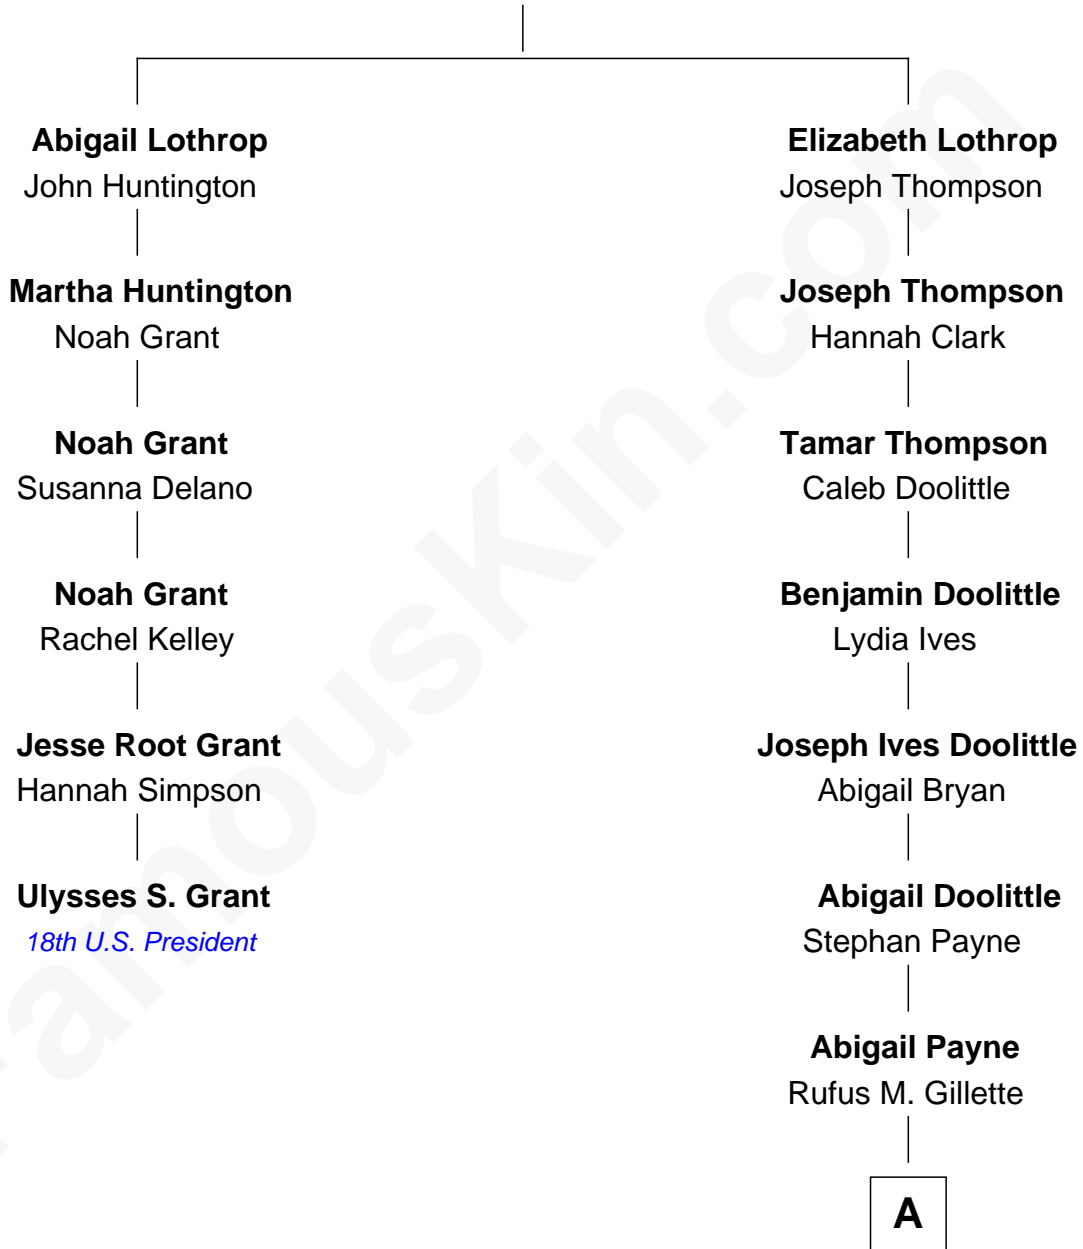 Abigail Lothrop
John Huntington
Martha Huntington
Noah Grant
Noah Grant
Susanna Delano
Noah Grant
Rachel Kelley
Jesse Root Grant
Hannah Simpson
Ulysses S. Grant
18th U.S. President
Elizabeth Lothrop
Joseph Thompson
Joseph Thompson
Hannah Clark
Tamar Thompson
Caleb Doolittle
Benjamin Doolittle
Lydia Ives
Joseph Ives Doolittle
Abigail Bryan
Abigail Doolittle
Stephan Payne
Abigail Payne
Rufus M. Gillette
A
FamousKin.com